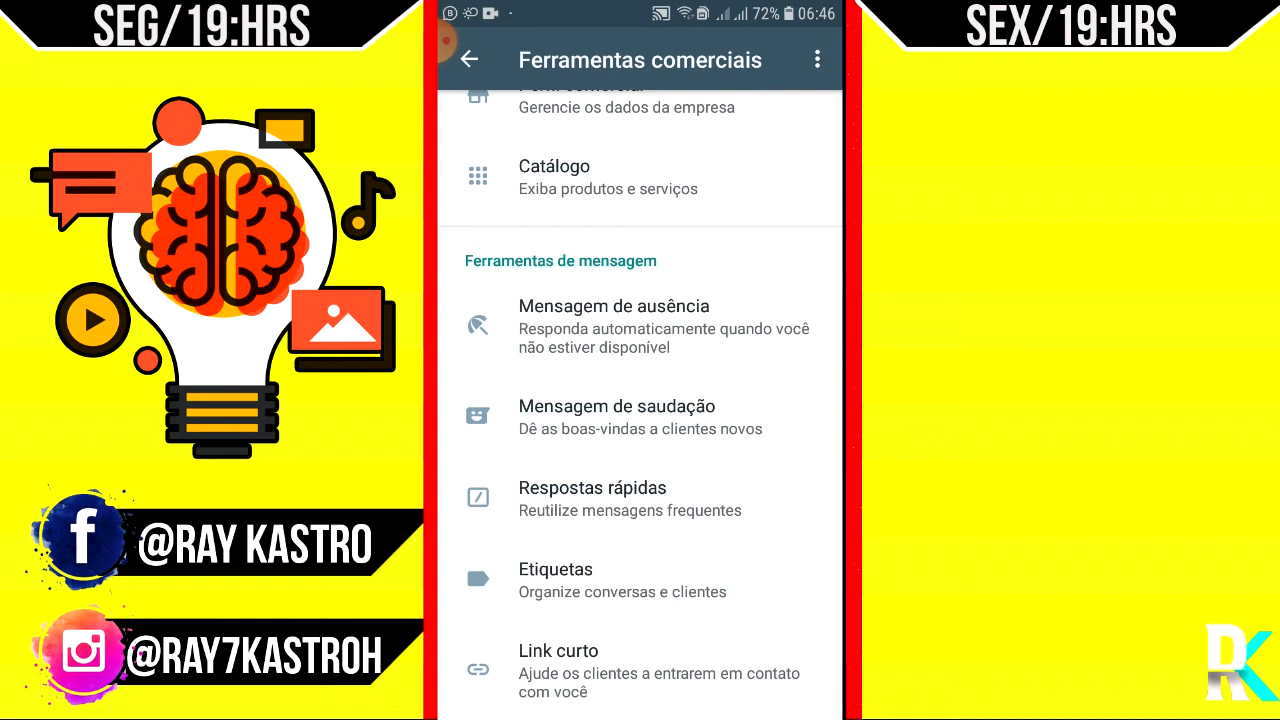 SEG/19:HRS
@RAY KASTRO
@RAY7KASTROH
72% 06:46
Ferramentas comerciais
Gerencie os dados da empresa
Catálogo
Exiba produtos e serviços
Ferramentas de mensagem
Mensagem de ausência
Responda automaticamente quando você
não estiver disponível
Mensagem de saudação
Dê as boas-vindas a clientes novos
Respostas rápidas
Reutilize mensagens frequentes
Etiquetas
Organize conversas e clientes
Link curto
Ajude os clientes a entrarem em contato
com você
SEX/19:HRS
RK